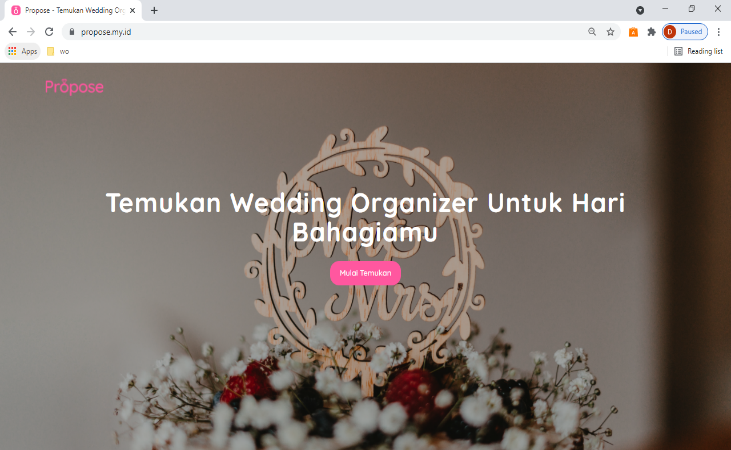 Propose - Temukan Wedding Or
propose.my.id
D Paused
Apps
wo
Reading list
Propose
Temukan Wedding Organizer Untuk Hari
Bahagiamu
Mulai Temukan
Mr &
Mrs